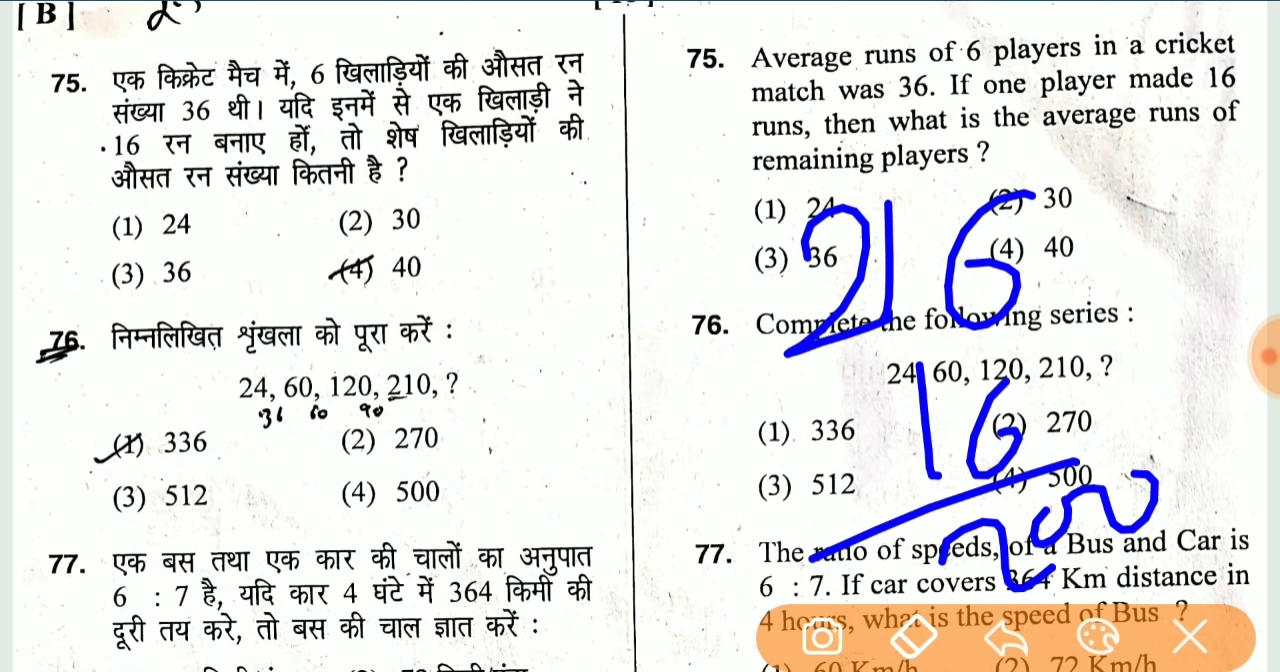 [ B ]
75. एक क्रिकेट मैच में, 6 खिलाड़ियों की औसत रन
संख्या 36 थी। यदि इनमें से एक खिलाड़ी ने
16 रन बनाए हों, तो शेष खिलाड़ियों की
औसत रन संख्या कितनी है ?
(1) 24 (2) 30
(3) 36 (4) 40
76. निम्नलिखित शृंखला को पूरा करें :
24, 60, 120, 210, ?
36 60 90
(1) 336 (2) 270
(3) 512 (4) 500
77. एक बस तथा एक कार की चालों का अनुपात
6 : 7 है, यदि कार 4 घंटे में 364 किमी की
दूरी तय करे, तो बस की चाल ज्ञात करें :
75. Average runs of 6 players in a cricket
match was 36. If one player made 16
runs, then what is the average runs of
remaining players ?
(1) 24 (2) 30
(3) 36 (4) 40
216
76. Complete the following series :
24, 60, 120, 210, ?
16
(1) 336 (2) 270
(3) 512 (4) 500
200
77. The ratio of speeds, of a Bus and Car is
6 : 7. If car covers 364 Km distance in
4 hours, what is the speed of Bus ?
(1) 60 Km/h (2) 72 Km/h